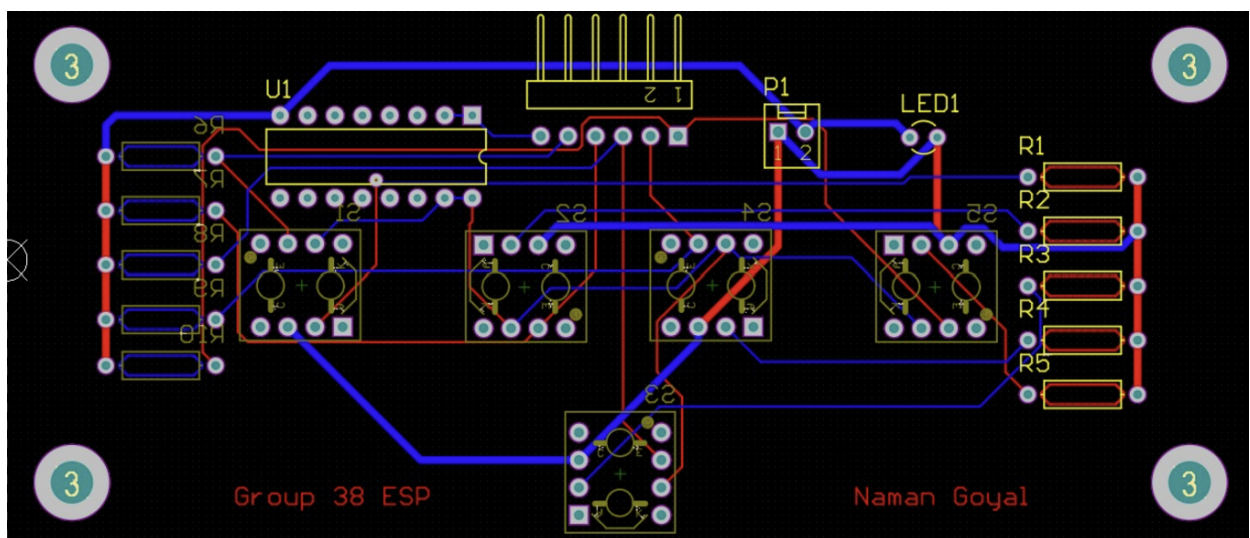 3
3
U1
2 1
P1
LED1
1 2
R6
R7
R8
R9
R10
S1
S2
S4
S5
S3
R1
R2
R3
R4
R5
3
Group 38 ESP
Naman Goyal
3